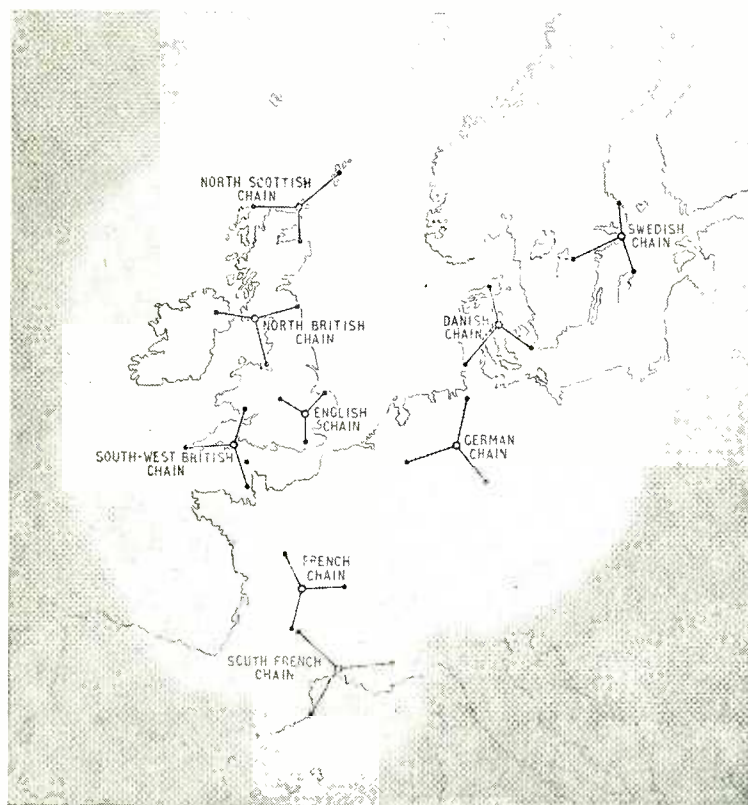 NORTH SCOTTISH
CHAIN
SWEDISH
CHAIN
NORTH BRITISH
CHAIN
DANISH
CHAIN
ENGLISH
CHAIN
GERMAN
CHAIN
SOUTH-WEST BRITISH
CHAIN
FRENCH
CHAIN
SOUTH FRENCH
CHAIN